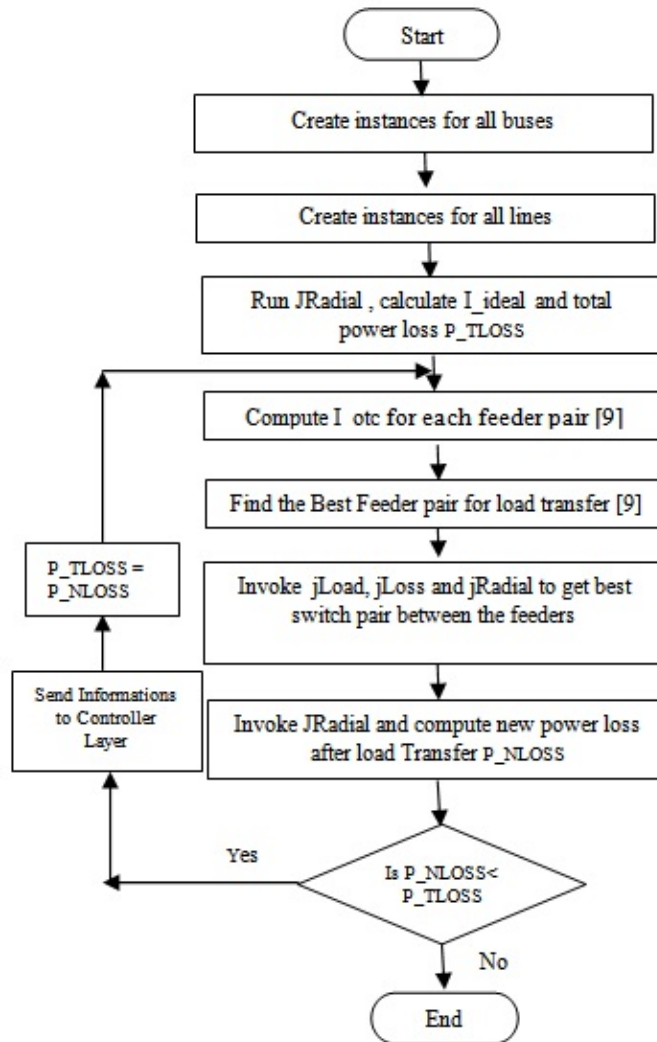 Start
Create instances for all buses
Create instances for all lines
Run JRadial , calculate I_ideal and total
power loss P_TLOSS
Compute I otc for each feeder pair [9]
Find the Best Feeder pair for load transfer [9]
Invoke jLoad, jLoss and jRadial to get best
switch pair between the feeders
Invoke JRadial and compute new power loss
after load Transfer P_NLOSS
Is P_NLOSS<
P_TLOSS
Yes
Send Informations
to Controller
Layer
P_TLOSS =
P_NLOSS
No
End